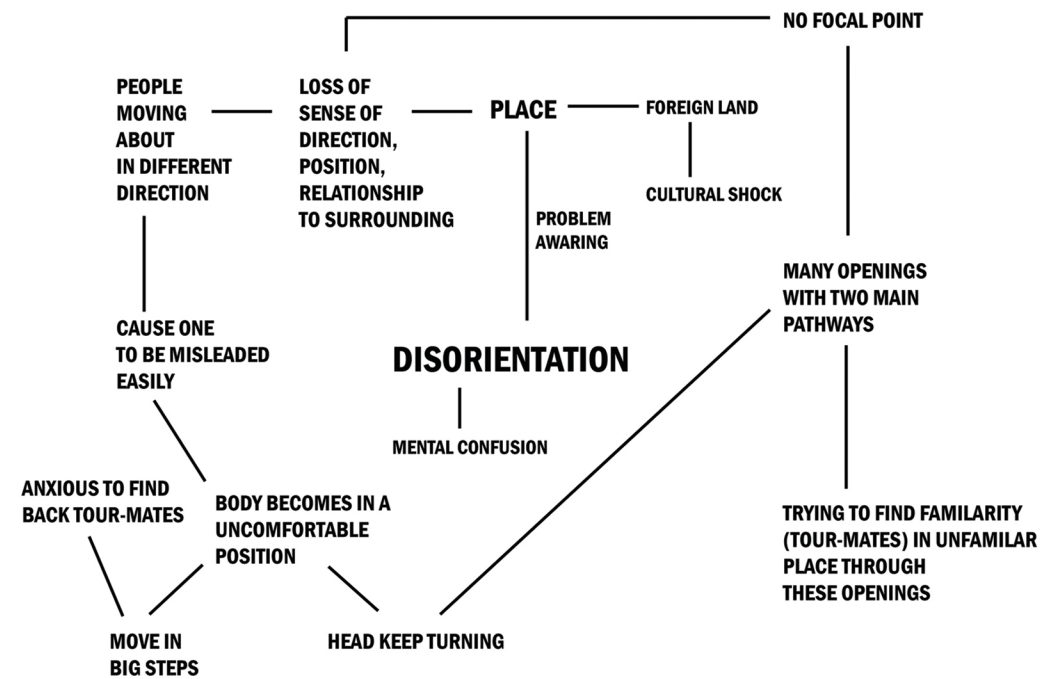 NO FOCAL POINT
PEOPLE
MOVING
ABOUT
IN DIFFERENT
DIRECTION
LOSS OF
SENSE OF
DIRECTION,
POSITION,
RELATIONSHIP
TO SURROUNDING
PLACE
FOREIGN LAND
CULTURAL SHOCK
PROBLEM
AWARING
MANY OPENINGS
WITH TWO MAIN
PATHWAYS
CAUSE ONE
TO BE MISLEADED
EASILY
DISORIENTATION
MENTAL CONFUSION
ANXIOUS TO FIND
BACK TOUR-MATES
BODY BECOMES IN A
UNCOMFORTABLE
POSITION
TRYING TO FIND FAMILARITY
(TOUR-MATES) IN UNFAMILAR
PLACE THROUGH
THESE OPENINGS
MOVE IN
BIG STEPS
HEAD KEEP TURNING